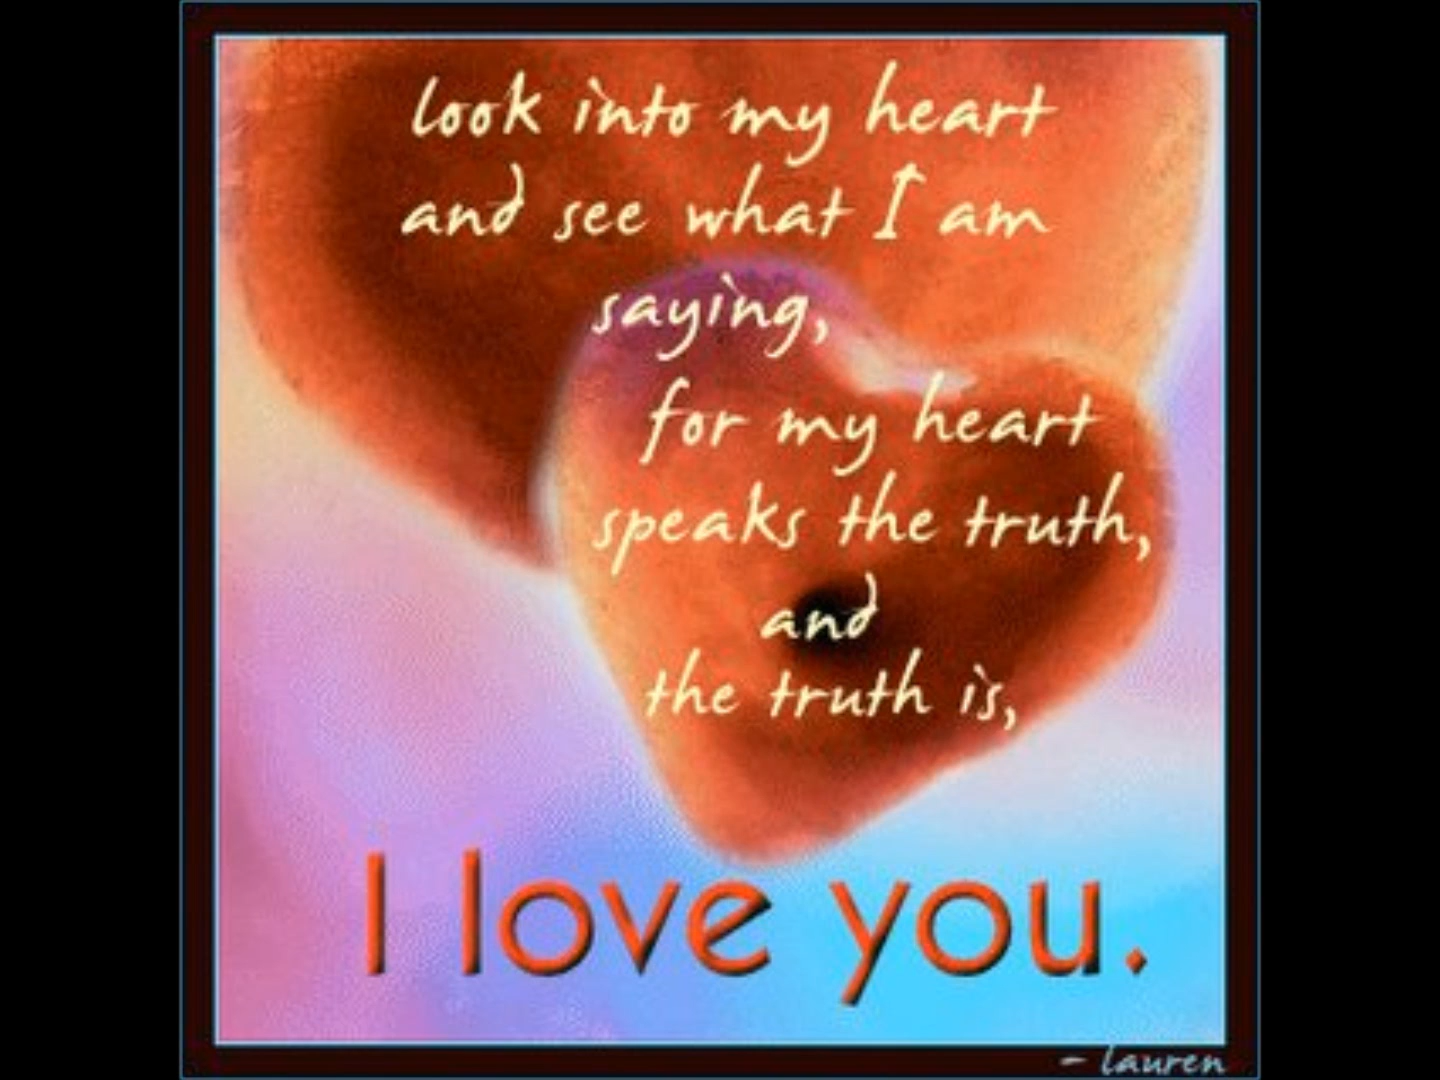 look into my heart
and see what I am
saying,
for my heart
speaks the truth,
and
the truth is,
I love you.
- lauren